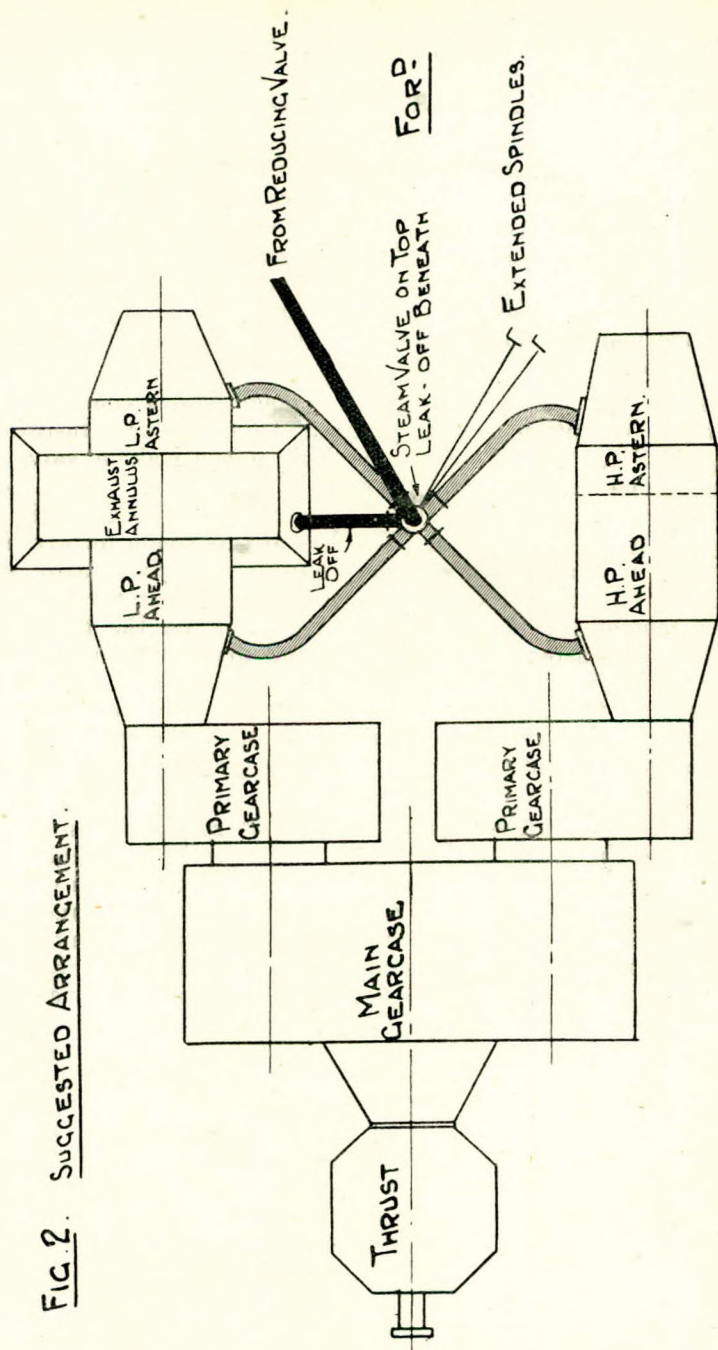 FIG. 2. SUGGESTED ARRANGEMENT.
L.P.
AHEAD
EXHAUST
ANNULUS
L.P.
ASTERN
FROM REDUCING VALVE.
LEAK
OFF
STEAM VALVE ON TOP
LEAK-OFF BENEATH
FOR-D
EXTENDED SPINDLES.
PRIMARY
GEARCASE
PRIMARY
GEARCASE
MAIN
GEARCASE
THRUST
H.P.
AHEAD
H.P.
ASTERN.